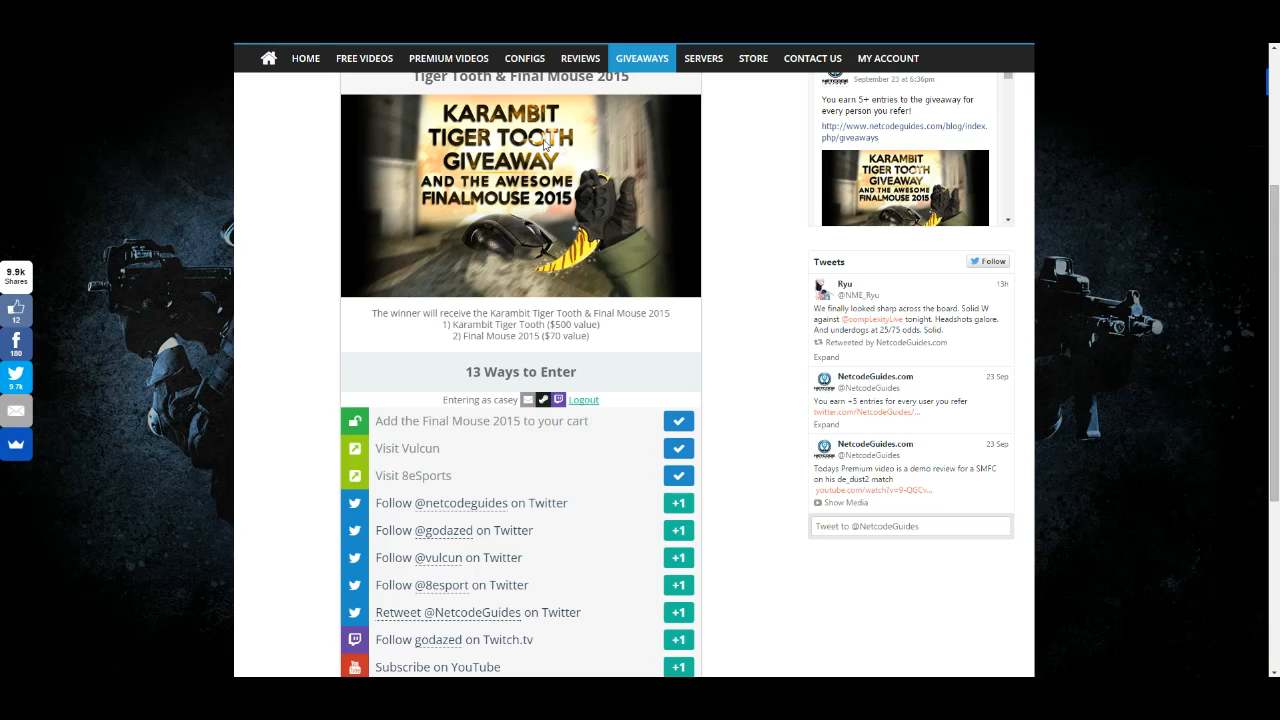 HOME FREE VIDEOS PREMIUM VIDEOS CONFIGS REVIEWS GIVEAWAYS SERVERS STORE CONTACT US MY ACCOUNT
Tiger Tooth & Final Mouse 2015
KARAMBIT
TIGER TOOTH
GIVEAWAY
AND THE AWESOME
FINALMOUSE 2015
The winner will receive the Karambit Tiger Tooth & Final Mouse 2015
1) Karambit Tiger Tooth ($500 value)
2) Final Mouse 2015 ($70 value)
13 Ways to Enter
Entering as casey Logout
Add the Final Mouse 2015 to your cart
Visit Vulcun
Visit 8eSports
Follow @netcodeguides on Twitter +1
Follow @godazed on Twitter +1
Follow @vulcun on Twitter +1
Follow @8esport on Twitter +1
Retweet @NetcodeGuides on Twitter +1
Follow godazed on Twitch.tv +1
Subscribe on YouTube +1
9.9k
Shares
12
180
9.7k
NETCODE
September 23 at 6:36pm
You earn 5+ entries to the giveaway for
every person you refer!
http://www.netcodeguides.com/blog/index.
php/giveaways
KARAMBIT
TIGER TOOTH
GIVEAWAY
AND THE AWESOME
FINALMOUSE 2015
Tweets Follow
Ryu 13h
@NME_Ryu
We finally looked sharp across the board. Solid W
against @compLexityLive tonight. Headshots galore.
And underdogs at 25/75 odds. Solid.
Retweeted by NetcodeGuides.com
Expand
NetcodeGuides.com 23 Sep
@NetcodeGuides
You earn +5 entries for every user you refer
twitter.com/NetcodeGuides/...
Expand
NetcodeGuides.com 23 Sep
@NetcodeGuides
Todays Premium video is a demo review for a SMFC
on his de_dust2 match
youtube.com/watch?v=9-QGCv...
Show Media
Tweet to @NetcodeGuides